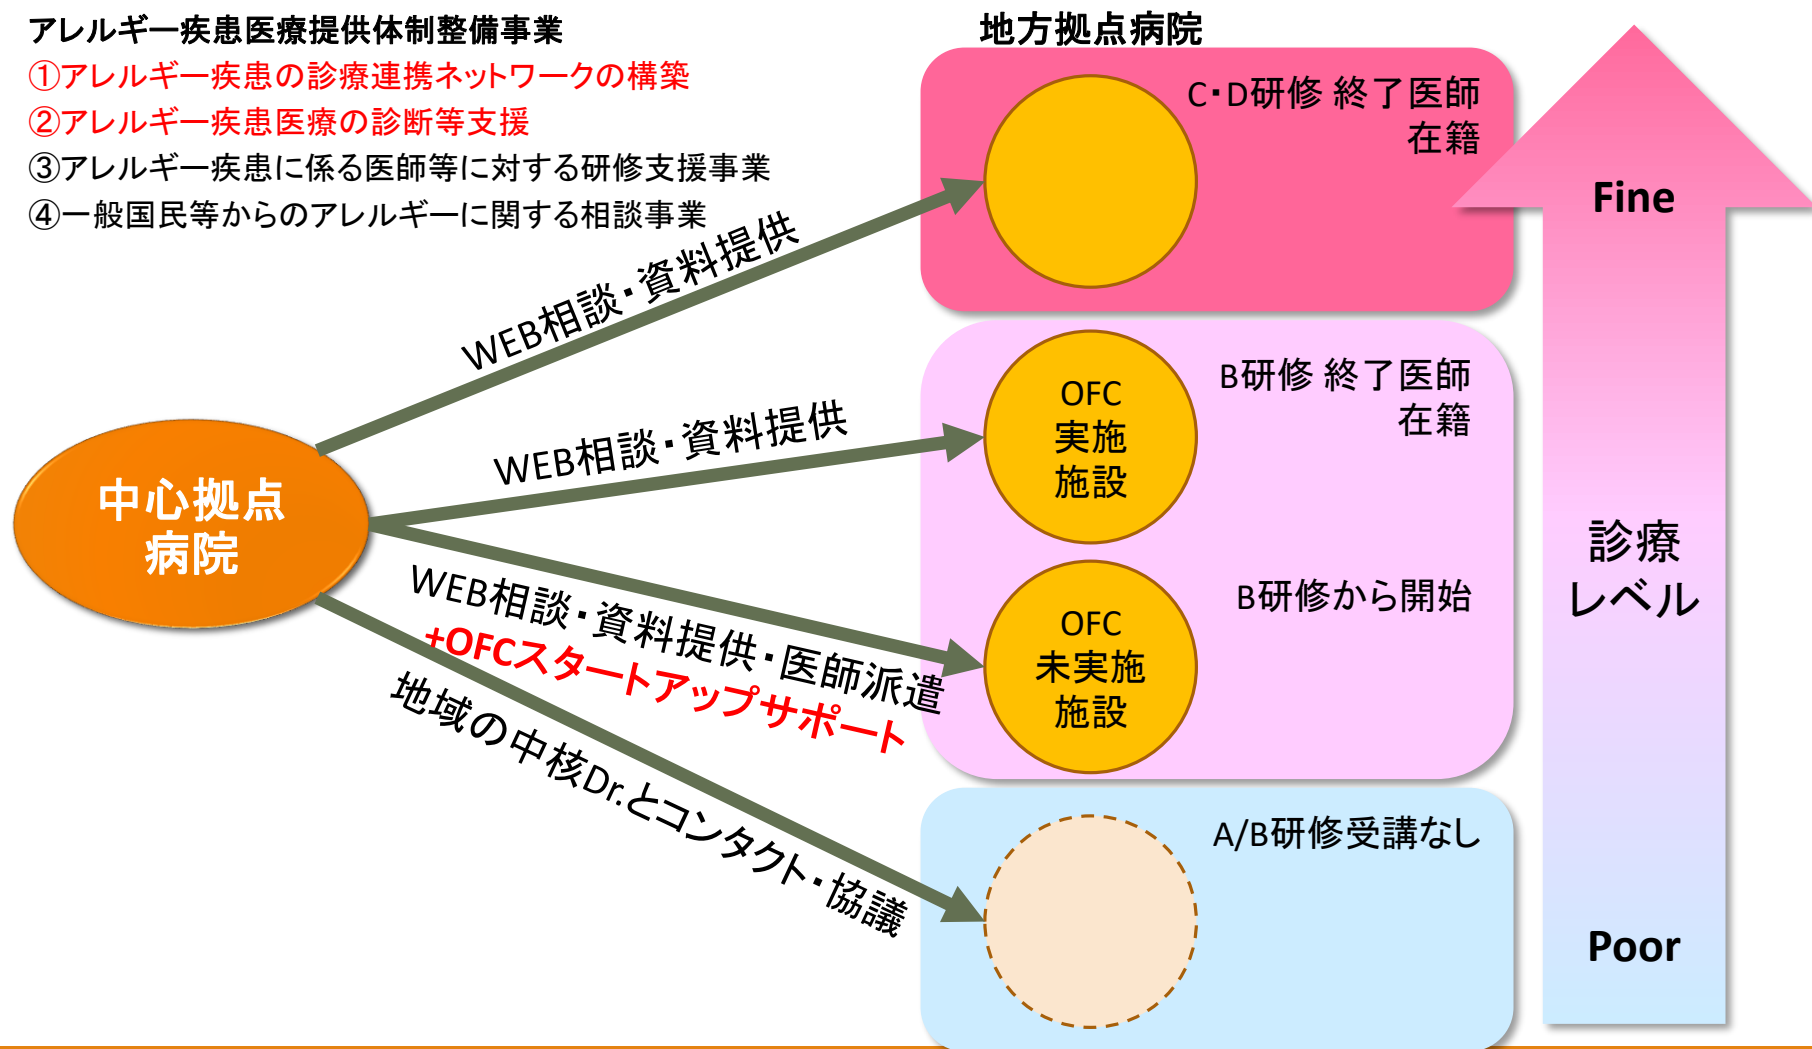 アレルギー疾患医療提供体制整備事業
①アレルギー疾患の診療連携ネットワークの構築
②アレルギー疾患医療の診断等支援
③アレルギー疾患に係る医師等に対する研修支援事業
④一般国民等からのアレルギーに関する相談事業
地方拠点病院
C・D研修 終了医師
在籍
WEB相談・資料提供
OFC
実施
施設
B研修 終了医師
在籍
WEB相談・資料提供
中心拠点
病院
OFC
未実施
施設
B研修から開始
WEB相談・資料提供・医師派遣
+OFCスタートアップサポート
地域の中核Dr.とコンタクト・協議
A/B研修受講なし
Fine
診療
レベル
Poor